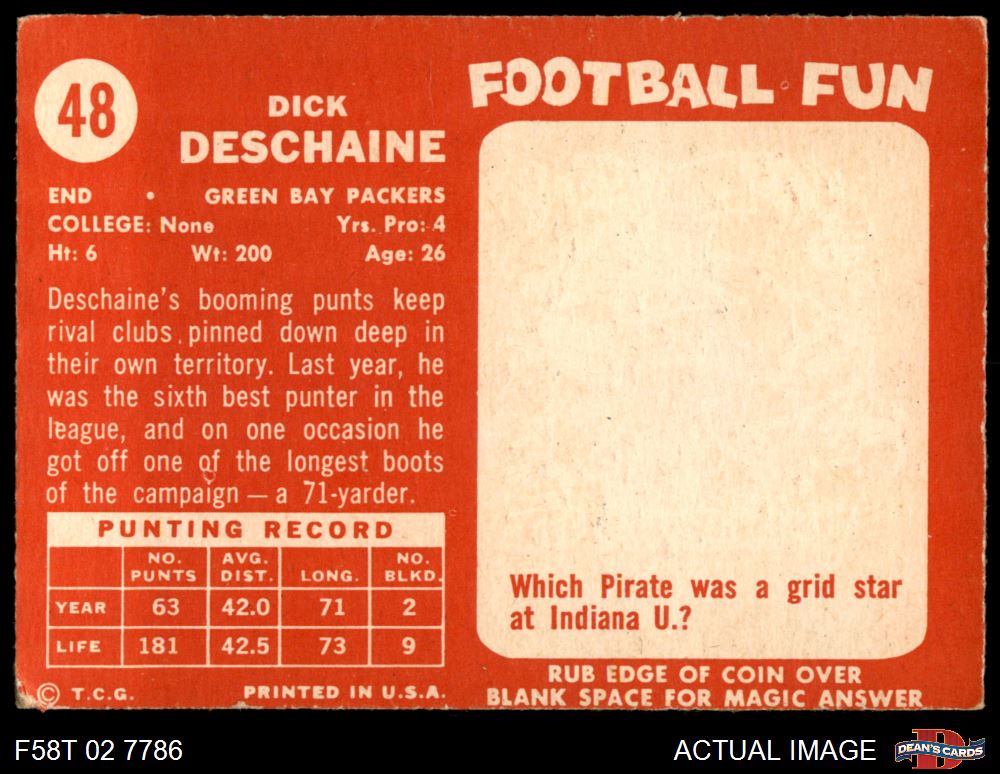 48
DICK
DESCHAINE
END • GREEN BAY PACKERS
COLLEGE: None Yrs. Pro: 4
Ht: 6 Wt: 200 Age: 26
Deschaine's booming punts keep
rival clubs pinned down deep in
their own territory. Last year, he
was the sixth best punter in the
league, and on one occasion he
got off one of the longest boots
of the campaign — a 71-yarder.
PUNTING RECORD
NO. PUNTS AVG. DIST. LONG. NO. BLKD.
YEAR 63 42.0 71 2
LIFE 181 42.5 73 9
© T.C.G. PRINTED IN U.S.A.
FOOTBALL FUN
Which Pirate was a grid star
at Indiana U.?
RUB EDGE OF COIN OVER
BLANK SPACE FOR MAGIC ANSWER
F58T 02 7786
ACTUAL IMAGE
D
DEAN'S CARDS